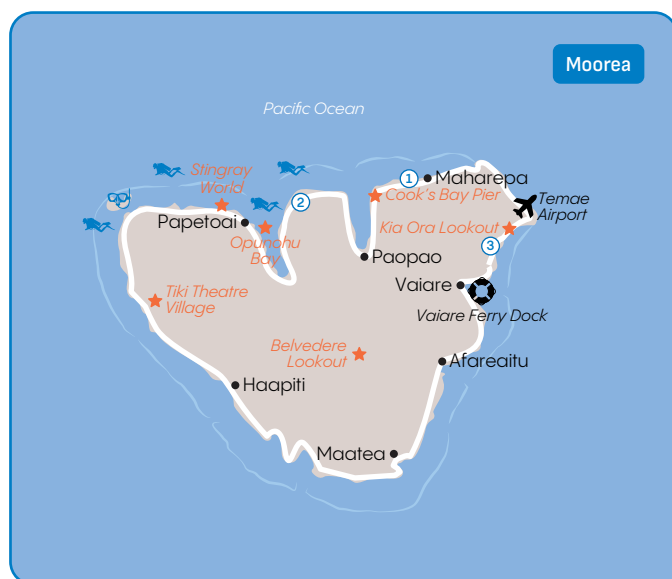 Moorea
Pacific Ocean
Stingray
World
1
Maharepa
Cook's Bay Pier
Temae
Airport
2
Papetoai
Opunohu
Bay
Kia Ora Lookout
3
Paopao
Vaiare
Tiki Theatre
Village
Vaiare Ferry Dock
Belvedere
Lookout
Afareaitu
Haapiti
Maatea